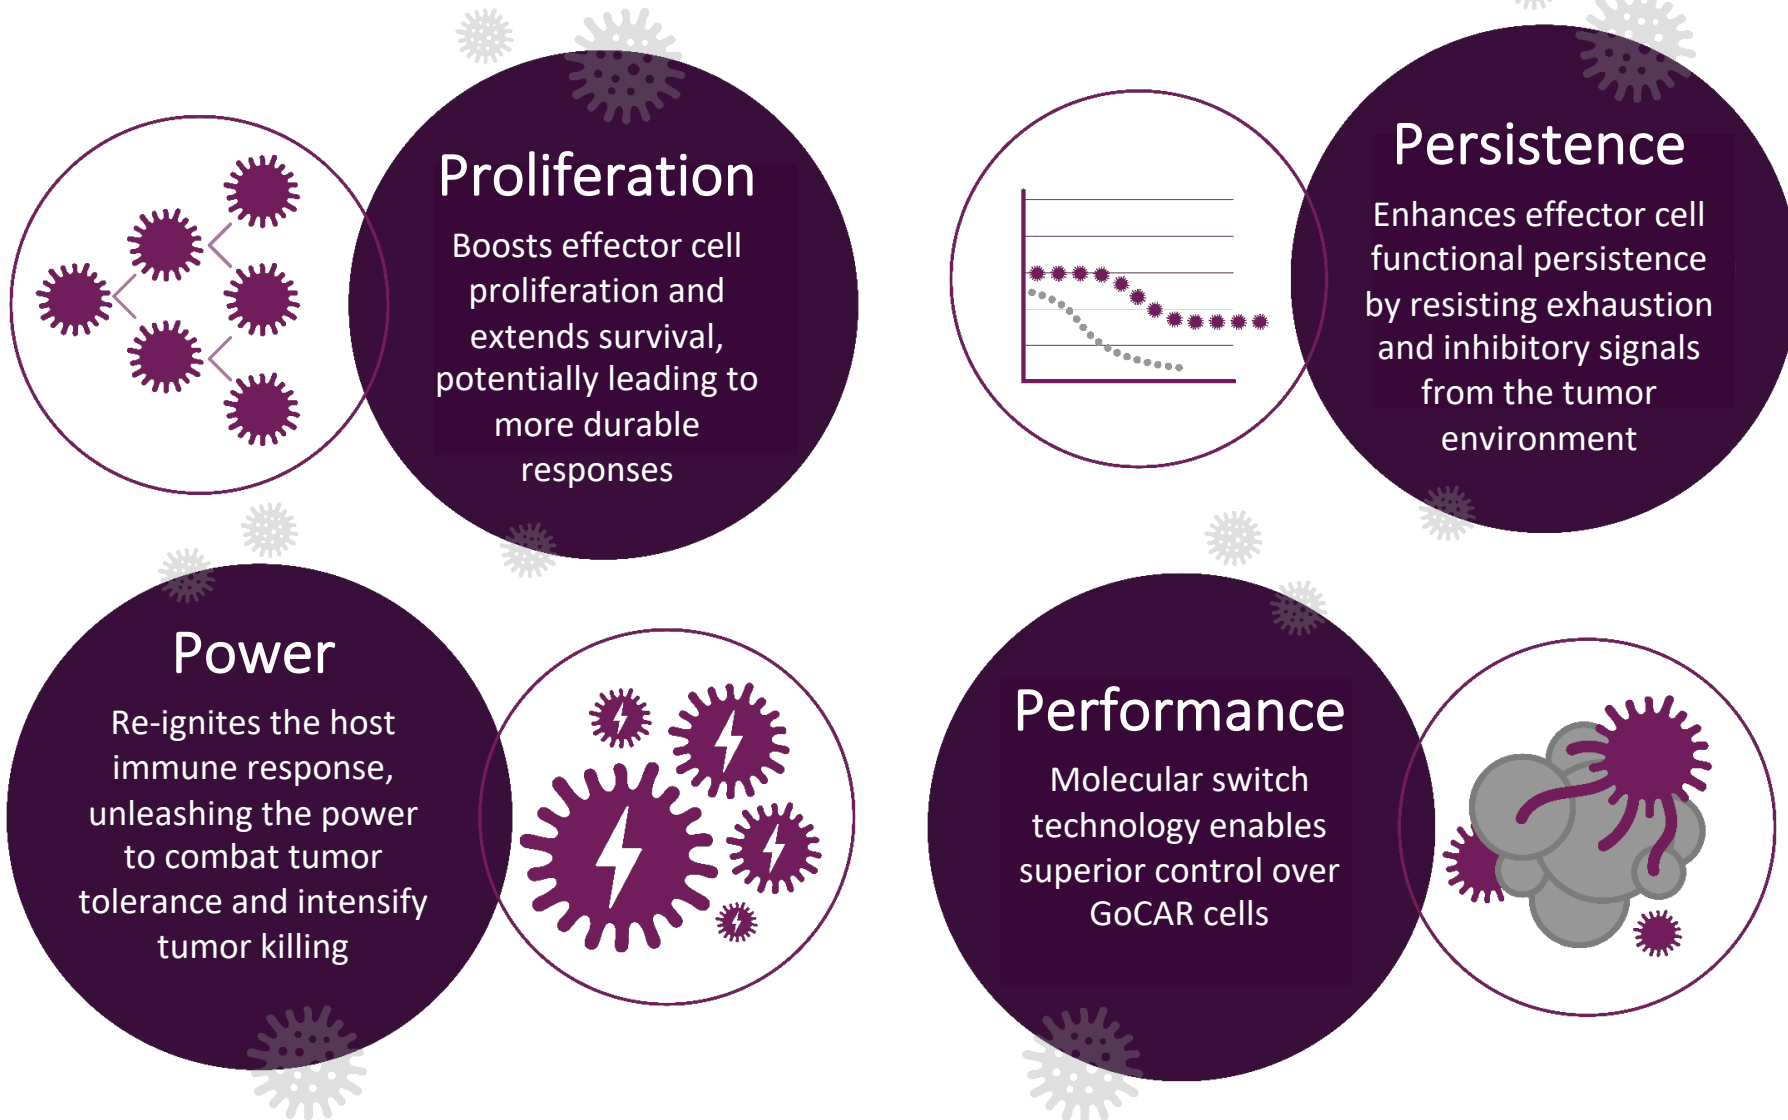 Proliferation
Boosts effector cell
proliferation and
extends survival,
potentially leading to
more durable
responses
Persistence
Enhances effector cell
functional persistence
by resisting exhaustion
and inhibitory signals
from the tumor
environment
Power
Re-ignites the host
immune response,
unleashing the power
to combat tumor
tolerance and intensify
tumor killing
Performance
Molecular switch
technology enables
superior control over
GoCAR cells